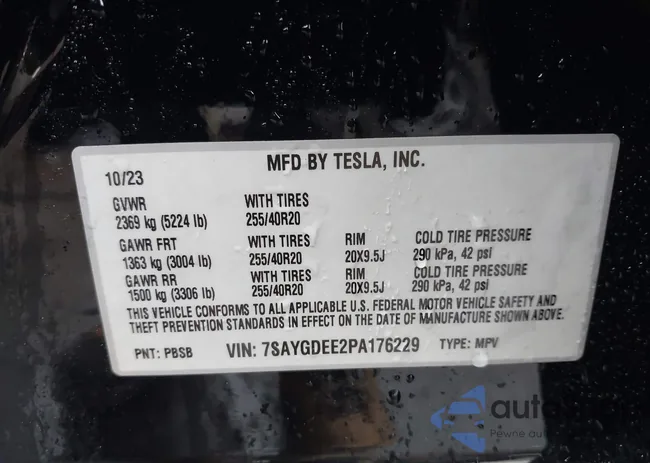 MFD BY TESLA, INC.
10/23
GVWR WITH TIRES
2369 kg (5224 lb) 255/40R20
GAWR FRT WITH TIRES RIM COLD TIRE PRESSURE
1363 kg (3004 lb) 255/40R20 20X9.5J 290 kPa, 42 psi
GAWR RR WITH TIRES RIM COLD TIRE PRESSURE
1500 kg (3306 lb) 255/40R20 20X9.5J 290 kPa, 42 psi
THIS VEHICLE CONFORMS TO ALL APPLICABLE U.S. FEDERAL MOTOR VEHICLE SAFETY AND
THEFT PREVENTION STANDARDS IN EFFECT ON THE DATE OF MANUFACTURE SHOWN ABOVE.
PNT: PBSB VIN: 7SAYGDEE2PA176229 TYPE: MPV
Pewne